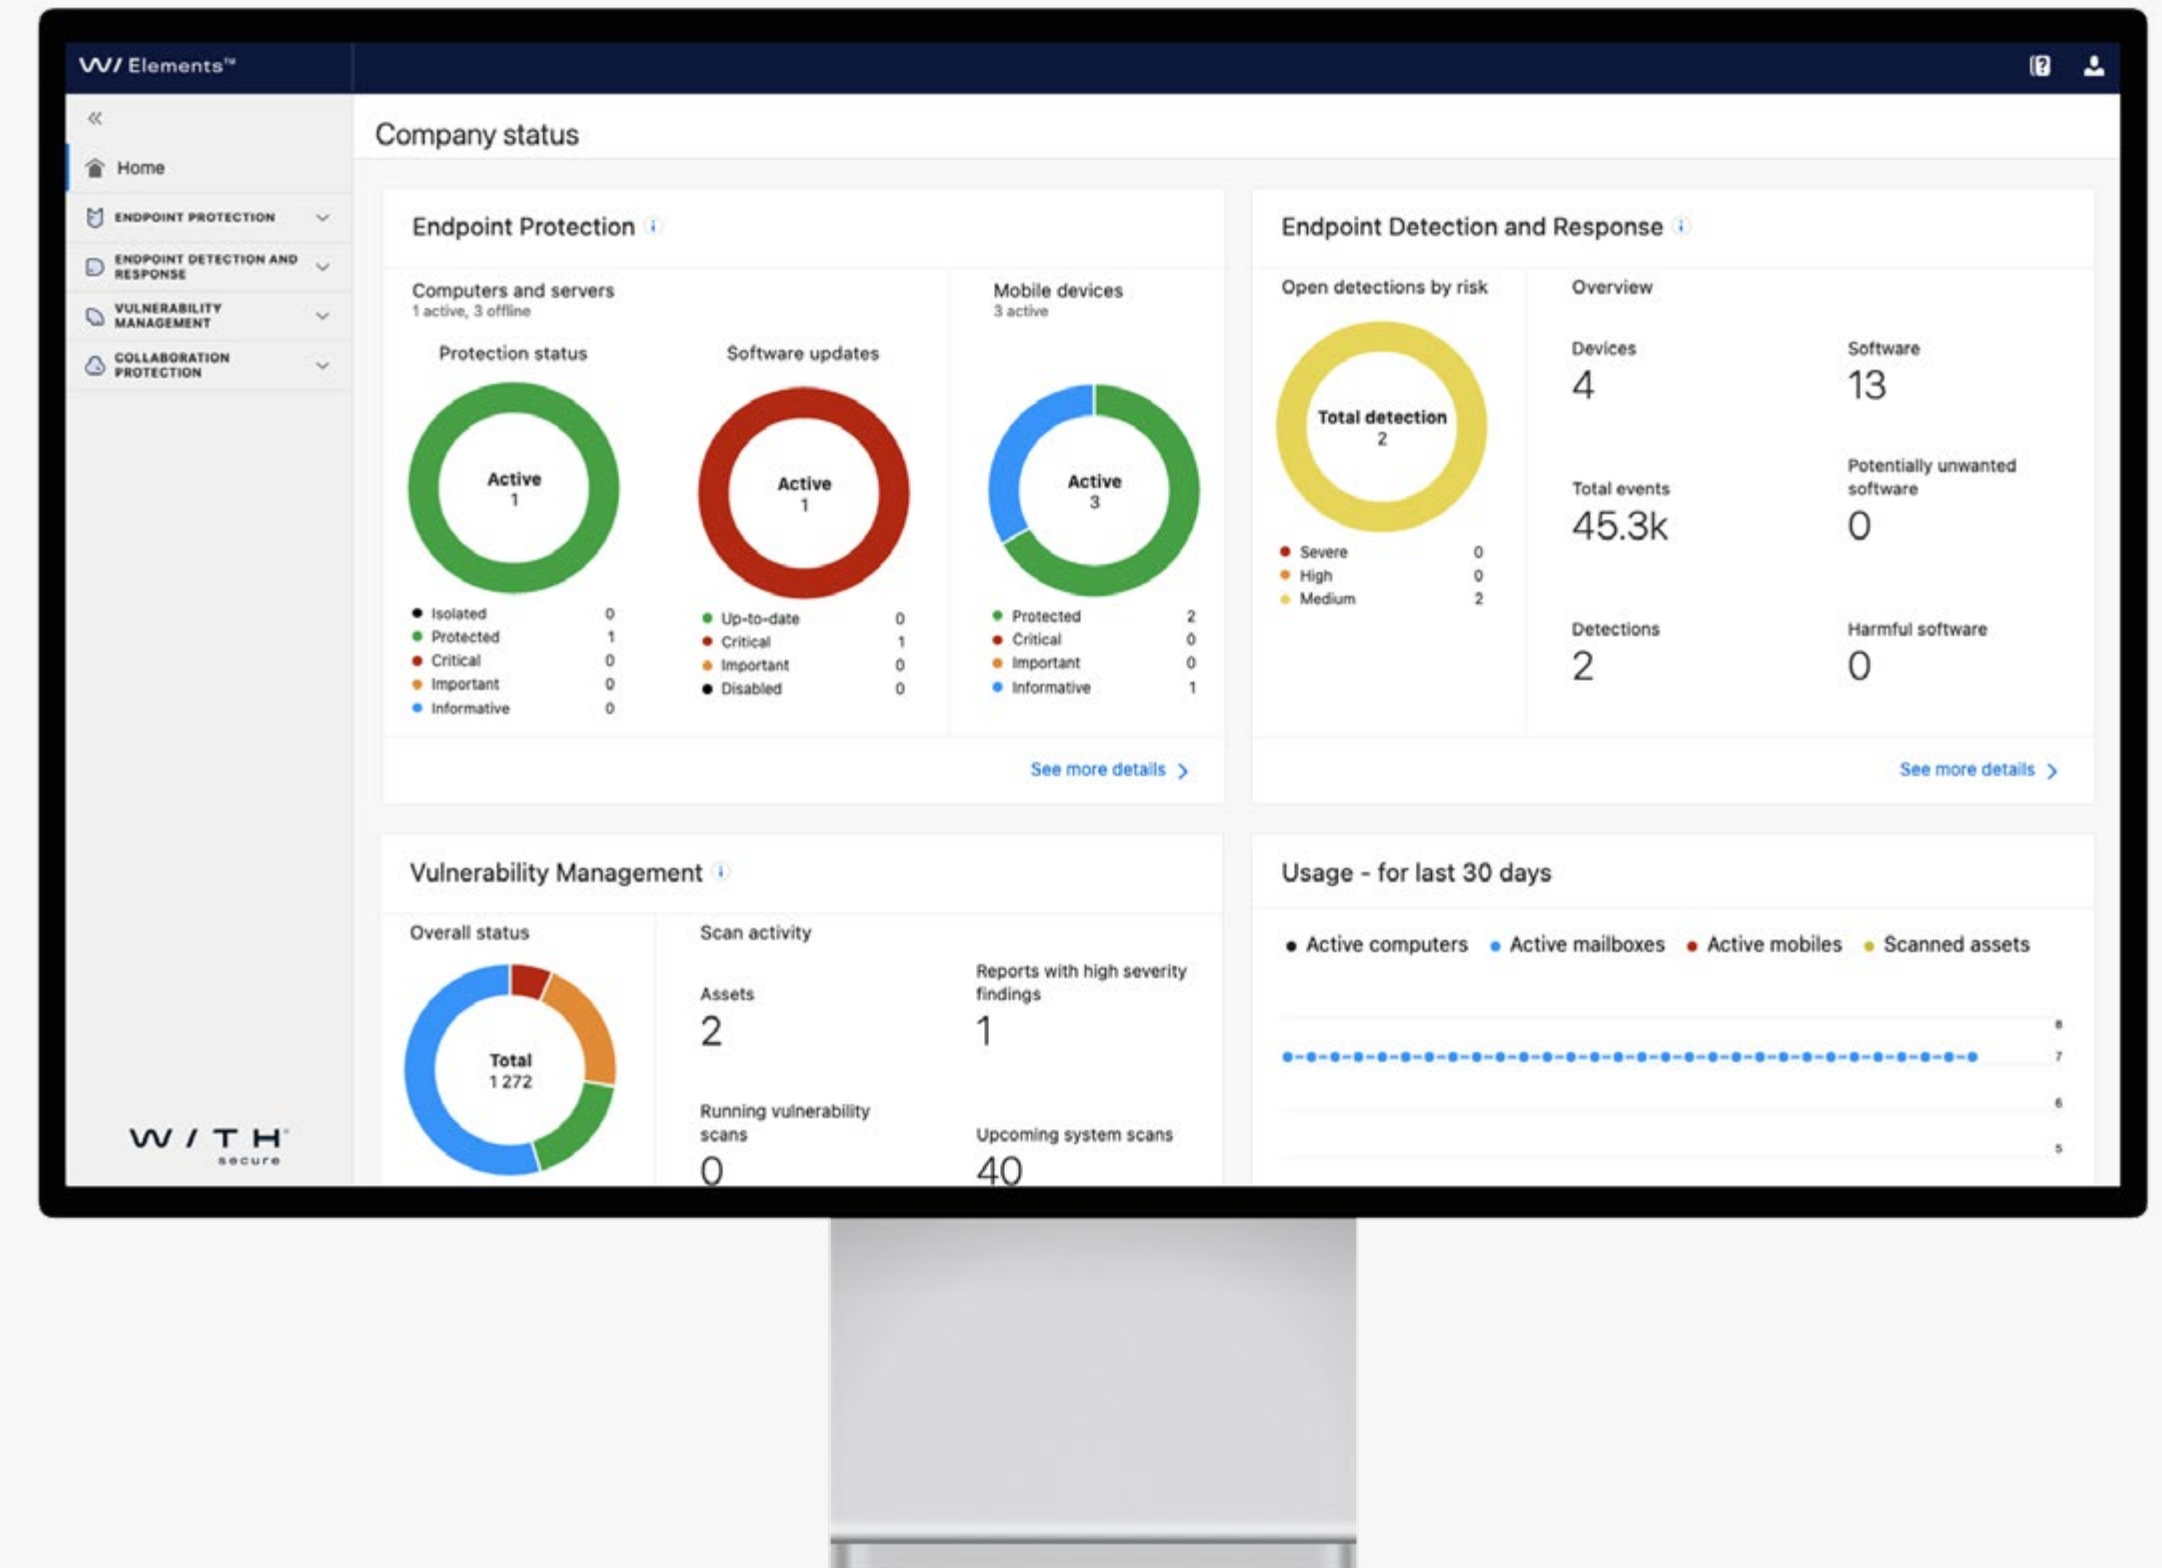 W/ Elements™
Home
ENDPOINT PROTECTION
ENDPOINT DETECTION AND
RESPONSE
VULNERABILITY
MANAGEMENT
COLLABORATION
PROTECTION
W / T H
secure
Company status
Endpoint Protection
Computers and servers
1 active, 3 offline
Protection status
Active
1
Isolated 0
Protected 1
Critical 0
Important 0
Informative 0
Software updates
Active
1
Up-to-date 0
Critical 1
Important 0
Disabled 0
Mobile devices
3 active
Active
3
Protected 2
Critical 0
Important 0
Informative 1
See more details
Endpoint Detection and Response
Open detections by risk
Total detection
2
Severe 0
High 0
Medium 2
Overview
Devices
4
Software
13
Total events
45.3k
Potentially unwanted
software
0
Detections
2
Harmful software
0
See more details
Vulnerability Management
Overall status
Total
1 272
Scan activity
Assets
2
Reports with high severity
findings
1
Running vulnerability
scans
0
Upcoming system scans
40
Usage - for last 30 days
Active computers Active mailboxes Active mobiles Scanned assets
8
7
6
5